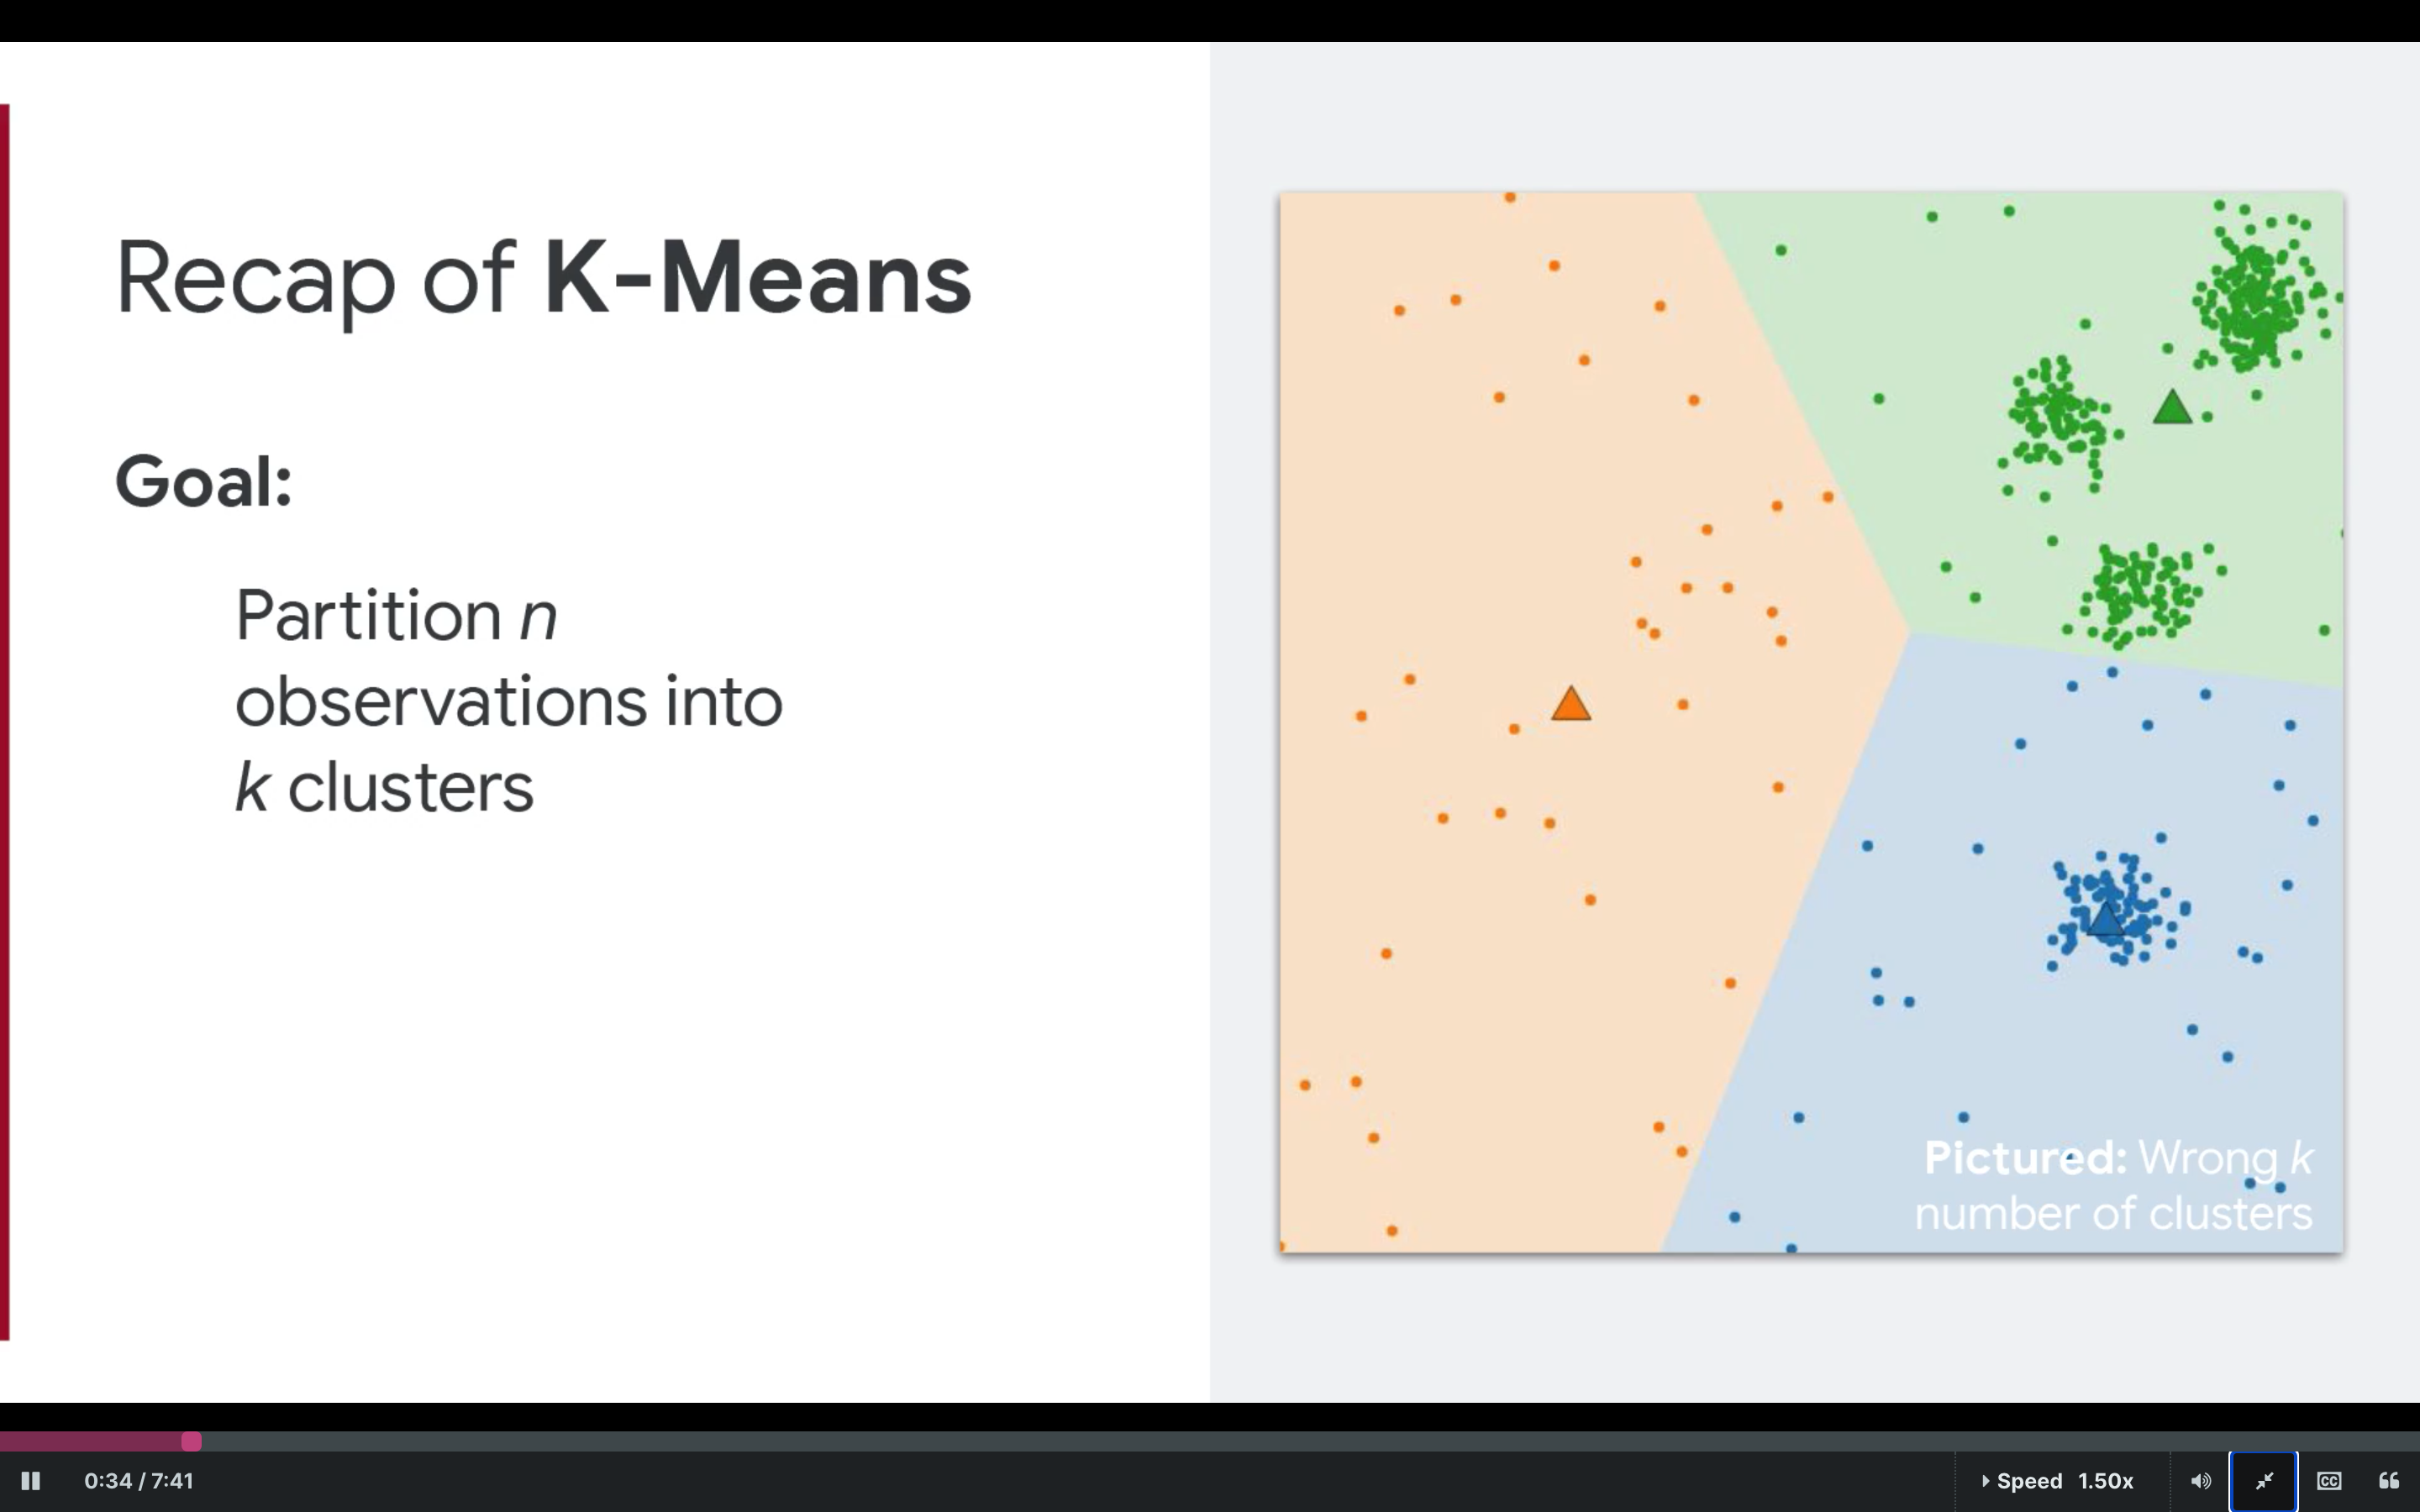 Recap of K-Means
Goal:
Partition n
observations into
k clusters
Pictured: Wrong k
number of clusters
0:34 / 7:41
Speed 1.50x
CC